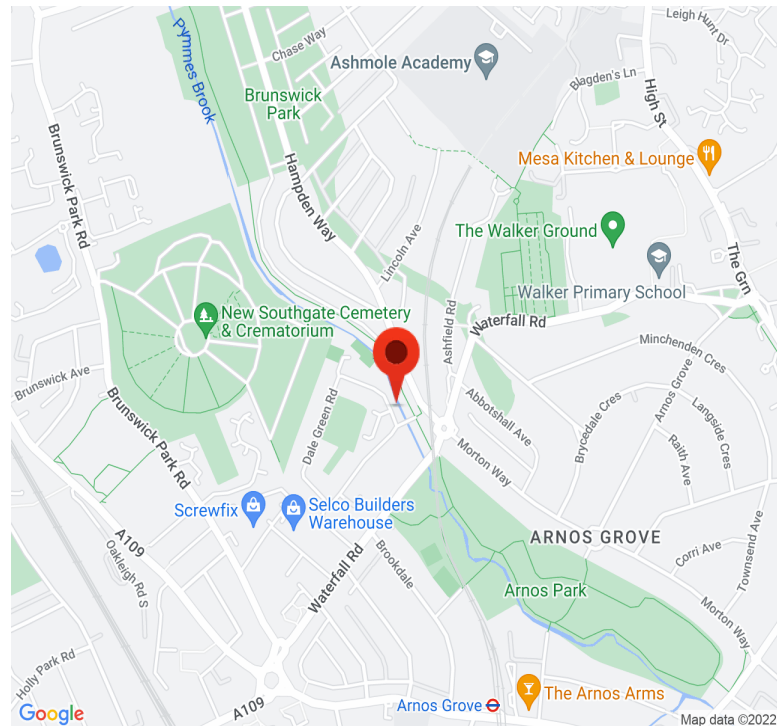 Leigh Hunt Dr
Chase Way
Ashmole Academy
Blagden's Ln
High St
Pymmes Brook
Brunswick
Park
Brunswick Park Rd
Hampden Way
Mesa Kitchen & Lounge
Lincoln Ave
The Walker Ground
The Grn
Walker Primary School
New Southgate Cemetery
& Crematorium
Ashfield Rd
Waterfall Rd
Minchenden Cres
Brunswick Ave
Brunswick Park Rd
Dale Green Rd
Abbotshall Ave
Brycedale Cres
Arnos Grove
Langside Cres
Raith Ave
Morton Way
Screwfix
Selco Builders
Warehouse
A109
Oakleigh Rd S
Waterfall Rd
Brookdale
ARNOS GROVE
Corri Ave
Townsend Ave
Arnos Park
Morton Way
Holly Park Rd
A109
Arnos Grove
The Arnos Arms
Google
Map data ©2022